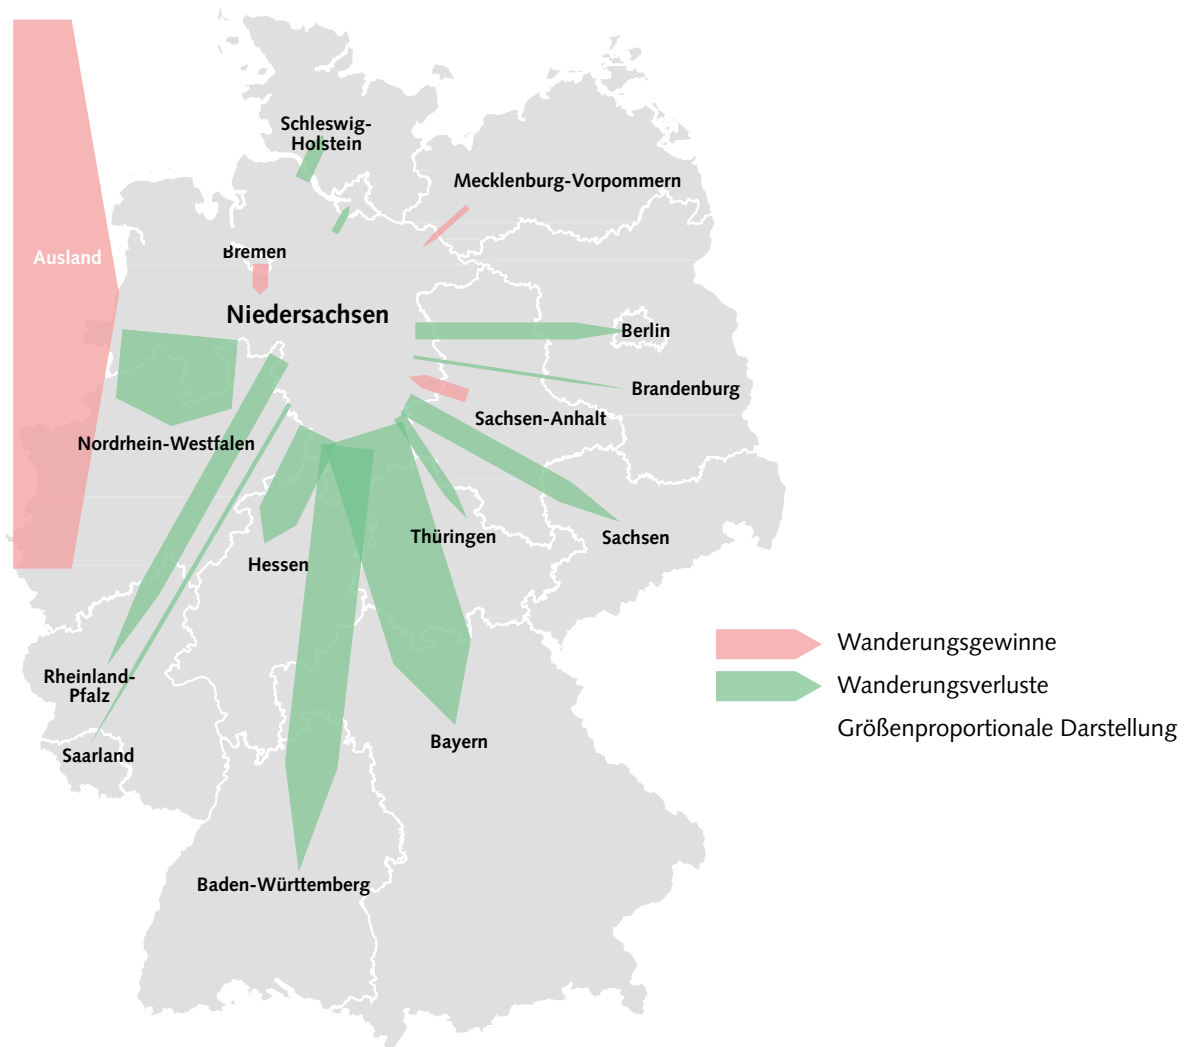 Schleswig-
Holstein
Mecklenburg-Vorpommern
Bremen
Ausland
Niedersachsen
Berlin
Brandenburg
Sachsen-Anhalt
Nordrhein-Westfalen
Thüringen
Sachsen
Hessen
Rheinland-
Pfalz
Saarland
Bayern
Baden-Württemberg
Wanderungsgewinne
Wanderungsverluste
Größenproportionale Darstellung